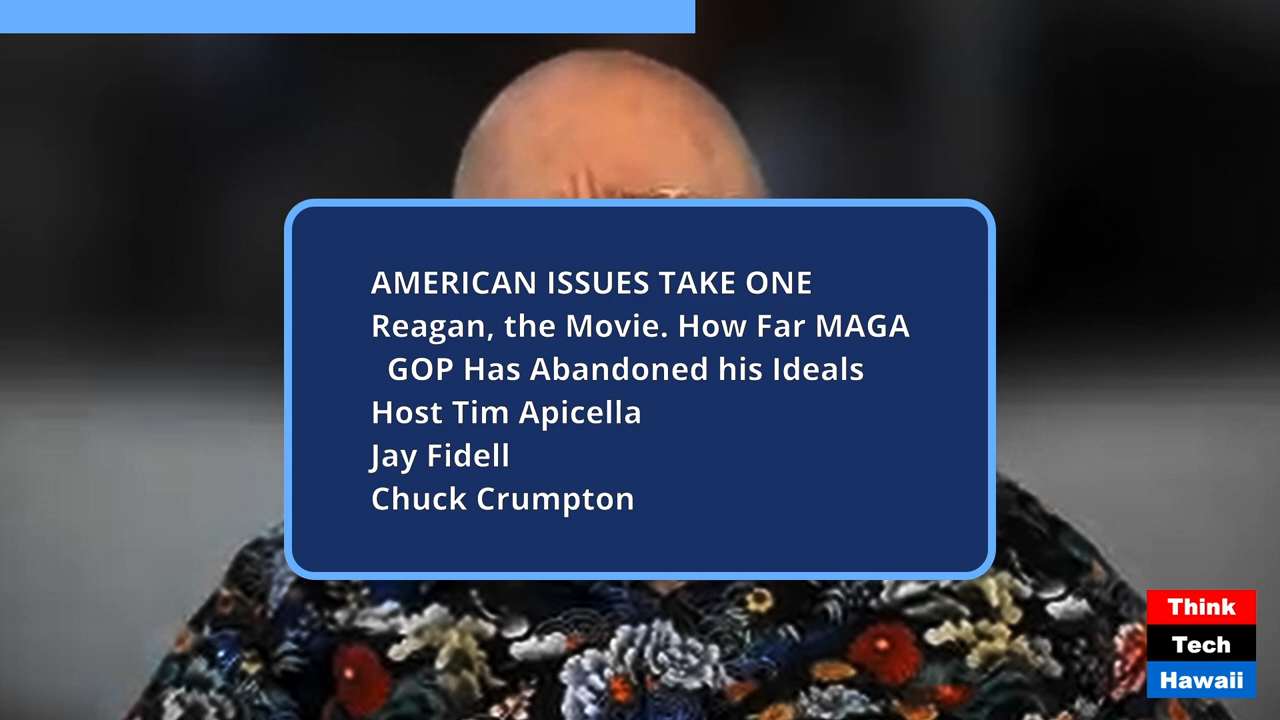 AMERICAN ISSUES TAKE ONE
Reagan, the Movie. How Far MAGA
GOP Has Abandoned his Ideals
Host Tim Apicella
Jay Fidell
Chuck Crumpton
Think
Tech
Hawaii